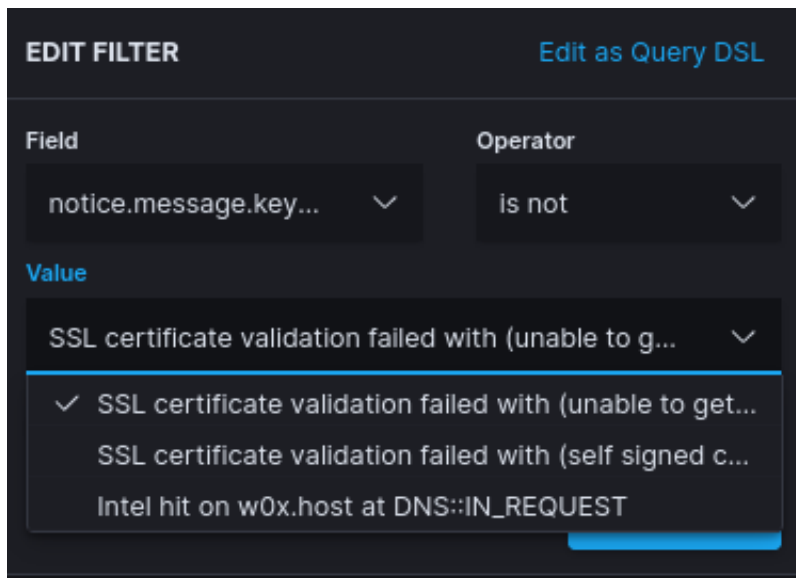 EDIT FILTER
Edit as Query DSL
Field
Operator
notice.message.key...
is not
Value
SSL certificate validation failed with (unable to g...
SSL certificate validation failed with (unable to get...
SSL certificate validation failed with (self signed c...
Intel hit on w0x.host at DNS::IN_REQUEST